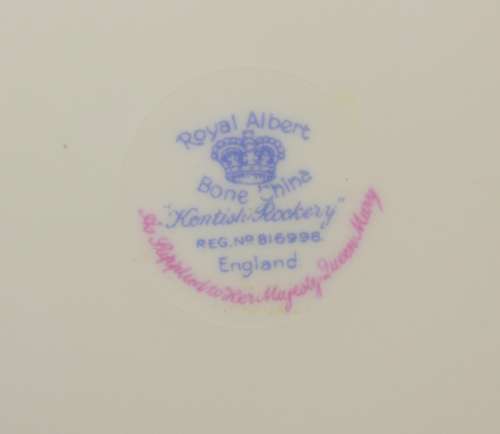 Royal Albert
Bone China
"Kentish Rockery"
REG. Nº 816998
England
As Supplied to Her Majesty Queen Mary